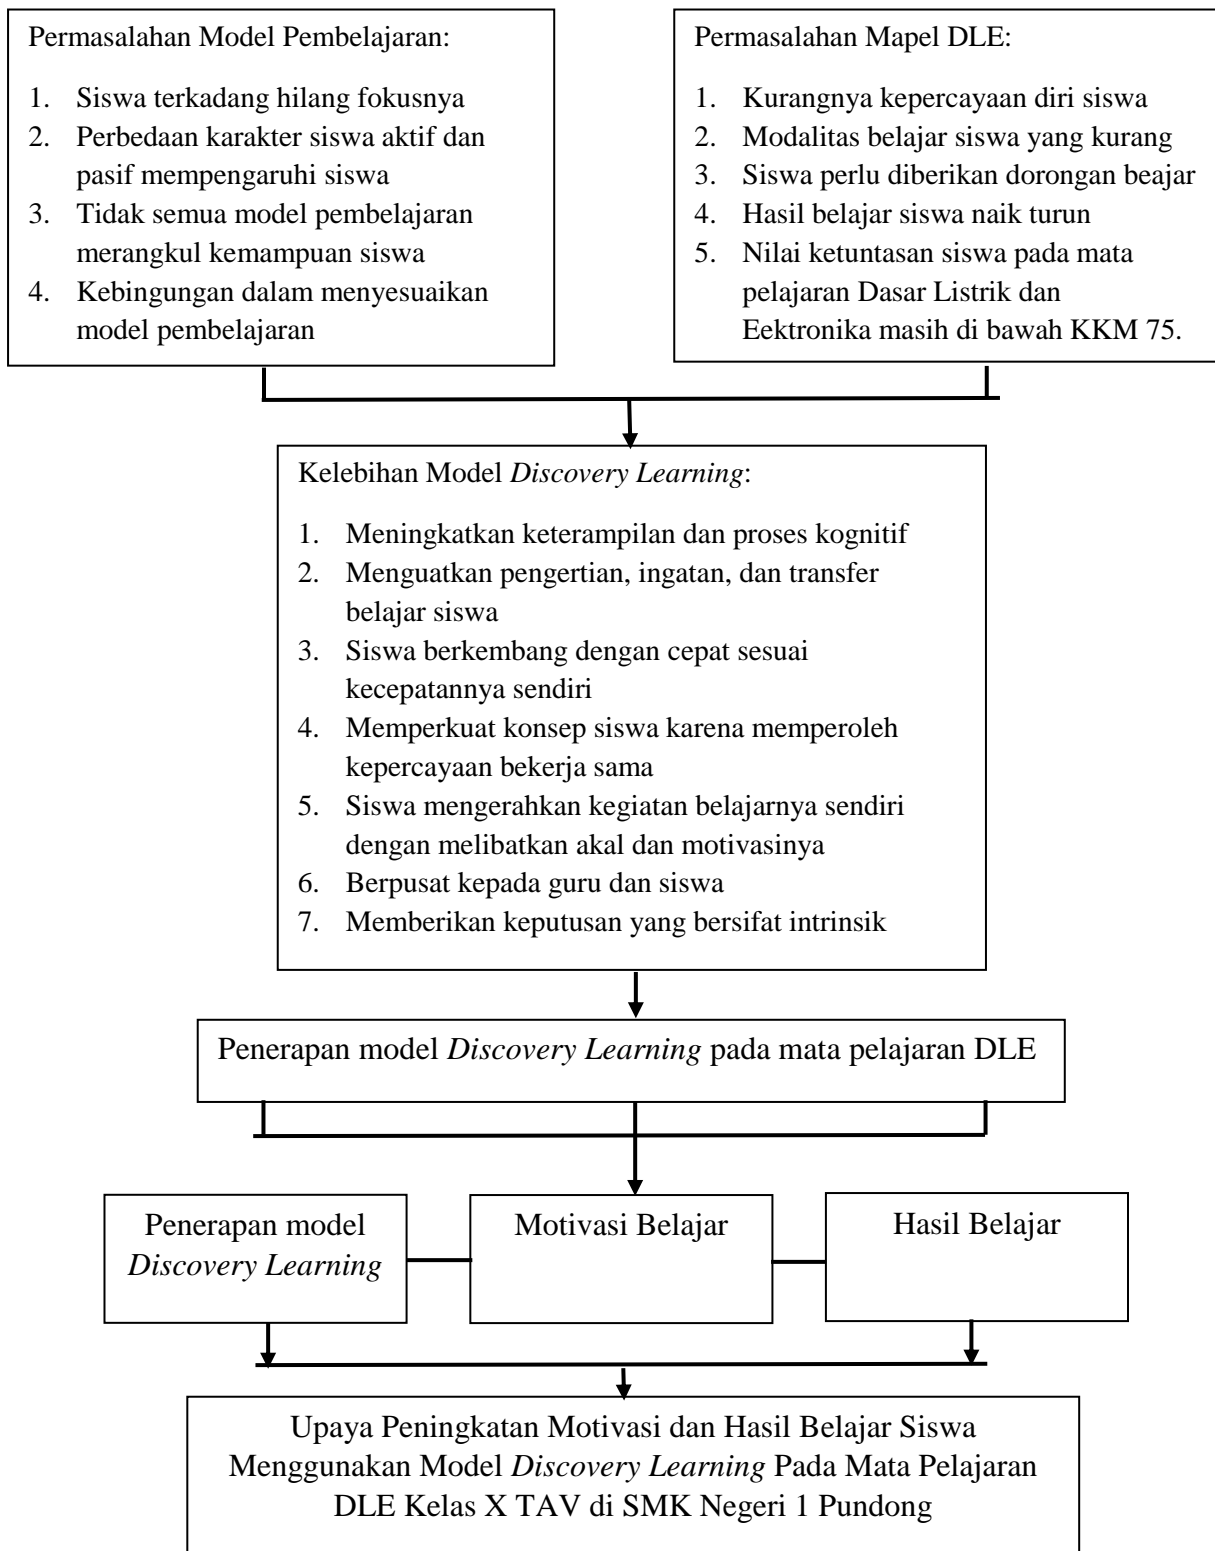 Permasalahan Model Pembelajaran:
1. Siswa terkadang hilang fokusnya
2. Perbedaan karakter siswa aktif dan
pasif mempengaruhi siswa
3. Tidak semua model pembelajaran
merangkul kemampuan siswa
4. Kebingungan dalam menyesuaikan
model pembelajaran
Permasalahan Mapel DLE:
1. Kurangnya kepercayaan diri siswa
2. Modalitas belajar siswa yang kurang
3. Siswa perlu diberikan dorongan beajar
4. Hasil belajar siswa naik turun
5. Nilai ketuntasan siswa pada mata
pelajaran Dasar Listrik dan
Eektronika masih di bawah KKM 75.
Kelebihan Model Discovery Learning:
1. Meningkatkan keterampilan dan proses kognitif
2. Menguatkan pengertian, ingatan, dan transfer
belajar siswa
3. Siswa berkembang dengan cepat sesuai
kecepatannya sendiri
4. Memperkuat konsep siswa karena memperoleh
kepercayaan bekerja sama
5. Siswa mengerahkan kegiatan belajarnya sendiri
dengan melibatkan akal dan motivasinya
6. Berpusat kepada guru dan siswa
7. Memberikan keputusan yang bersifat intrinsik
Penerapan model Discovery Learning pada mata pelajaran DLE
Penerapan model
Discovery Learning
Motivasi Belajar
Hasil Belajar
Upaya Peningkatan Motivasi dan Hasil Belajar Siswa
Menggunakan Model Discovery Learning Pada Mata Pelajaran
DLE Kelas X TAV di SMK Negeri 1 Pundong